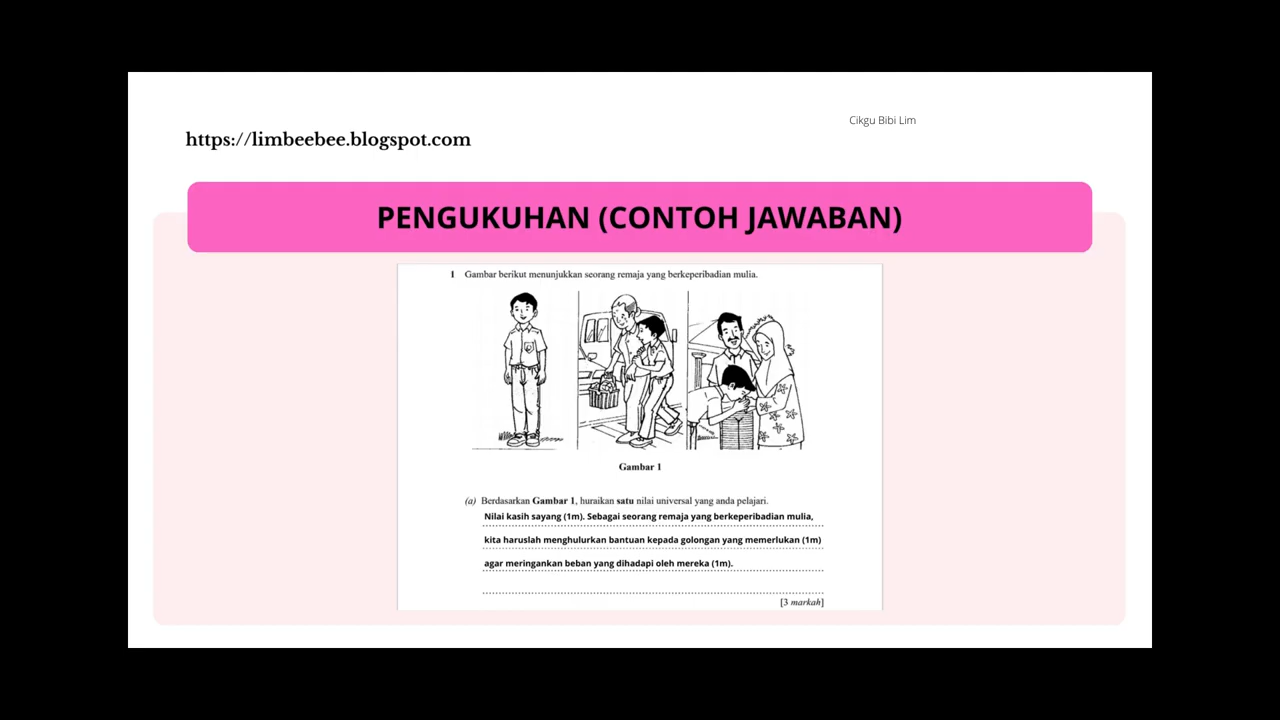 Cikgu Bibi Lim
https://limbeebee.blogspot.com
PENGUKUHAN (CONTOH JAWABAN)
1 Gambar berikut menunjukkan seorang remaja yang berkeperibadian mulia.
Gambar 1
(a) Berdasarkan Gambar 1, huraikan satu nilai universal yang anda pelajari.
Nilai kasih sayang (1m). Sebagai seorang remaja yang berkeperibadian mulia,
kita haruslah menghulurkan bantuan kepada golongan yang memerlukan (1m)
agar meringankan beban yang dihadapi oleh mereka (1m).
[3 markah]